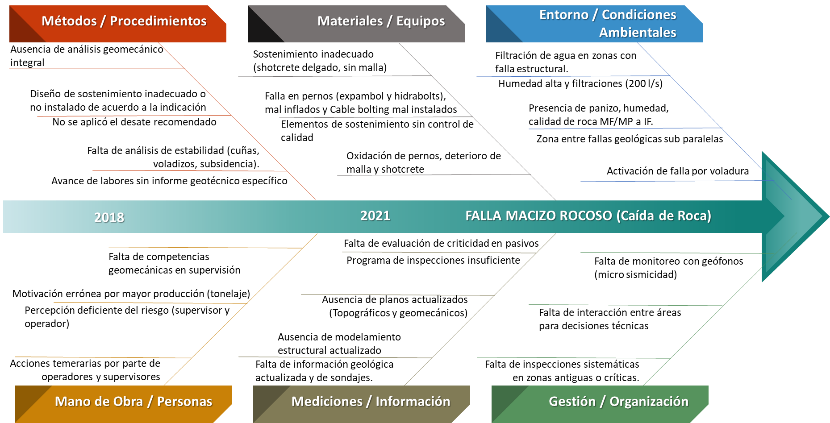 Métodos / Procedimientos
Ausencia de análisis geomecánico
integral
Diseño de sostenimiento inadecuado o
no instalado de acuerdo a la indicación
No se aplicó el desate recomendado
Falta de análisis de estabilidad (cuñas,
voladizos, subsidencia).
Avance de labores sin informe geotécnico específico
Materiales / Equipos
Sostenimiento inadecuado
(shotcrete delgado, sin malla)
Falla en pernos (expambol y hidrabolts),
mal inflados y Cable bolting mal instalados
Elementos de sostenimiento sin control de
calidad
Oxidación de pernos, deterioro de
malla y shotcrete
Entorno / Condiciones
Ambientales
Filtración de agua en zonas con
falla estructural.
Humedad alta y filtraciones (200 l/s)
Presencia de panizo, humedad,
calidad de roca MF/MP a IF.
Zona entre fallas geológicas sub paralelas
Activación de falla por voladura
2018
2021
FALLA MACIZO ROCOSO (Caída de Roca)
Falta de competencias
geomecánicas en supervisión
Motivación errónea por mayor producción (tonelaje)
Percepción deficiente del riesgo (supervisor y
operador)
Acciones temerarias por parte de
operadores y supervisores
Mano de Obra / Personas
Falta de evaluación de criticidad en pasivos
Programa de inspecciones insuficiente
Ausencia de planos actualizados
(Topográficos y geomecánicos)
Ausencia de modelamiento
estructural actualizado
Falta de información geológica
actualizada y de sondajes.
Mediciones / Información
Falta de monitoreo con geófonos
(micro sismicidad)
Falta de interacción entre áreas
para decisiones técnicas
Falta de inspecciones sistemáticas
en zonas antiguas o críticas.
Gestión / Organización